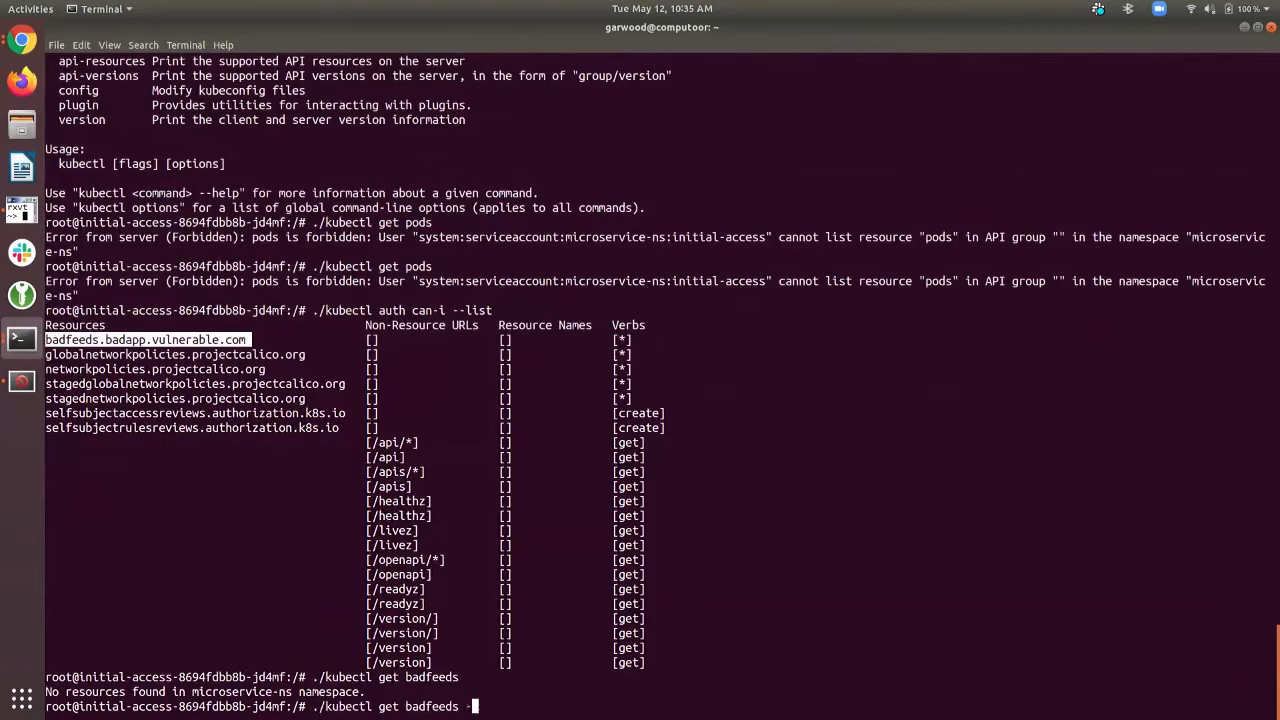 Activities
Terminal
Tue May 12, 10:35 AM
100%
garwood@computoor: ~
File Edit View Search Terminal Help
api-resources Print the supported API resources on the server
api-versions Print the supported API versions on the server, in the form of "group/version"
config Modify kubeconfig files
plugin Provides utilities for interacting with plugins.
version Print the client and server version information
Usage:
kubectl [flags] [options]
Use "kubectl <command> --help" for more information about a given command.
Use "kubectl options" for a list of global command-line options (applies to all commands).
root@initial-access-8694fdbb8b-jd4mf:/# ./kubectl get pods
Error from server (Forbidden): pods is forbidden: User "system:serviceaccount:microservice-ns:initial-access" cannot list resource "pods" in API group "" in the namespace "microservic
e-ns"
root@initial-access-8694fdbb8b-jd4mf:/# ./kubectl get pods
Error from server (Forbidden): pods is forbidden: User "system:serviceaccount:microservice-ns:initial-access" cannot list resource "pods" in API group "" in the namespace "microservic
e-ns"
root@initial-access-8694fdbb8b-jd4mf:/# ./kubectl auth can-i --list
Resources Non-Resource URLs Resource Names Verbs
badfeeds.badapp.vulnerable.com [] [] [*]
globalnetworkpolicies.projectcalico.org [] [] [*]
networkpolicies.projectcalico.org [] [] [*]
stagedglobalnetworkpolicies.projectcalico.org [] [] [*]
stagednetworkpolicies.projectcalico.org [] [] [*]
selfsubjectaccessreviews.authorization.k8s.io [] [] [create]
selfsubjectrulesreviews.authorization.k8s.io [] [] [create]
[/api/*] [] [get]
[/api] [] [get]
[/apis/*] [] [get]
[/apis] [] [get]
[/healthz] [] [get]
[/healthz] [] [get]
[/livez] [] [get]
[/livez] [] [get]
[/openapi/*] [] [get]
[/openapi] [] [get]
[/readyz] [] [get]
[/readyz] [] [get]
[/version/] [] [get]
[/version/] [] [get]
[/version] [] [get]
[/version] [] [get]
root@initial-access-8694fdbb8b-jd4mf:/# ./kubectl get badfeeds
No resources found in microservice-ns namespace.
root@initial-access-8694fdbb8b-jd4mf:/# ./kubectl get badfeeds -
rxvt
~>